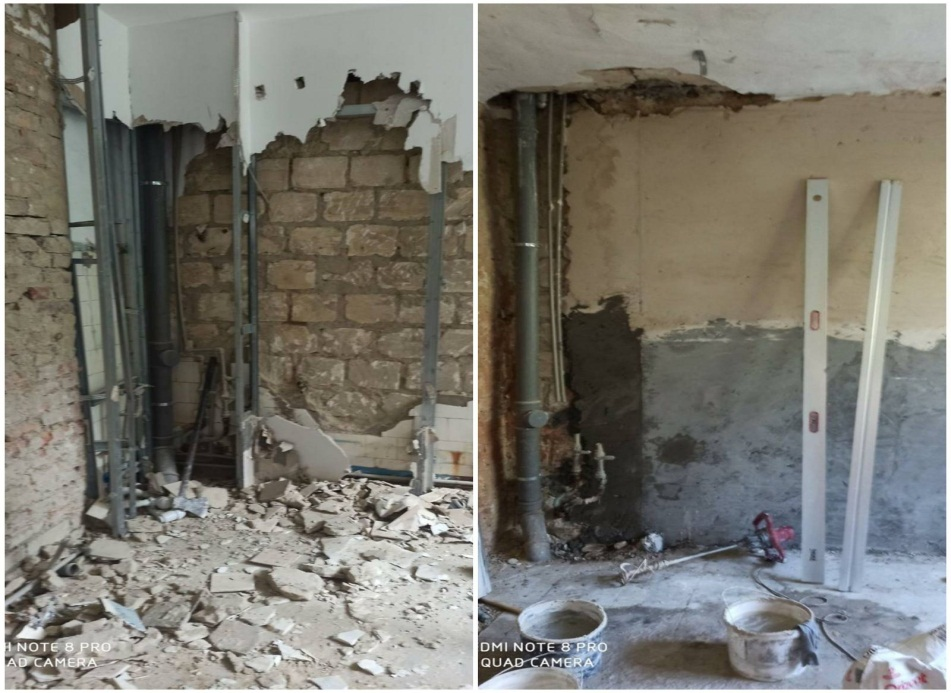 I NOTE 8 PRO
AD CAMERA
DMI NOTE 8 PRO
QUAD CAMERA